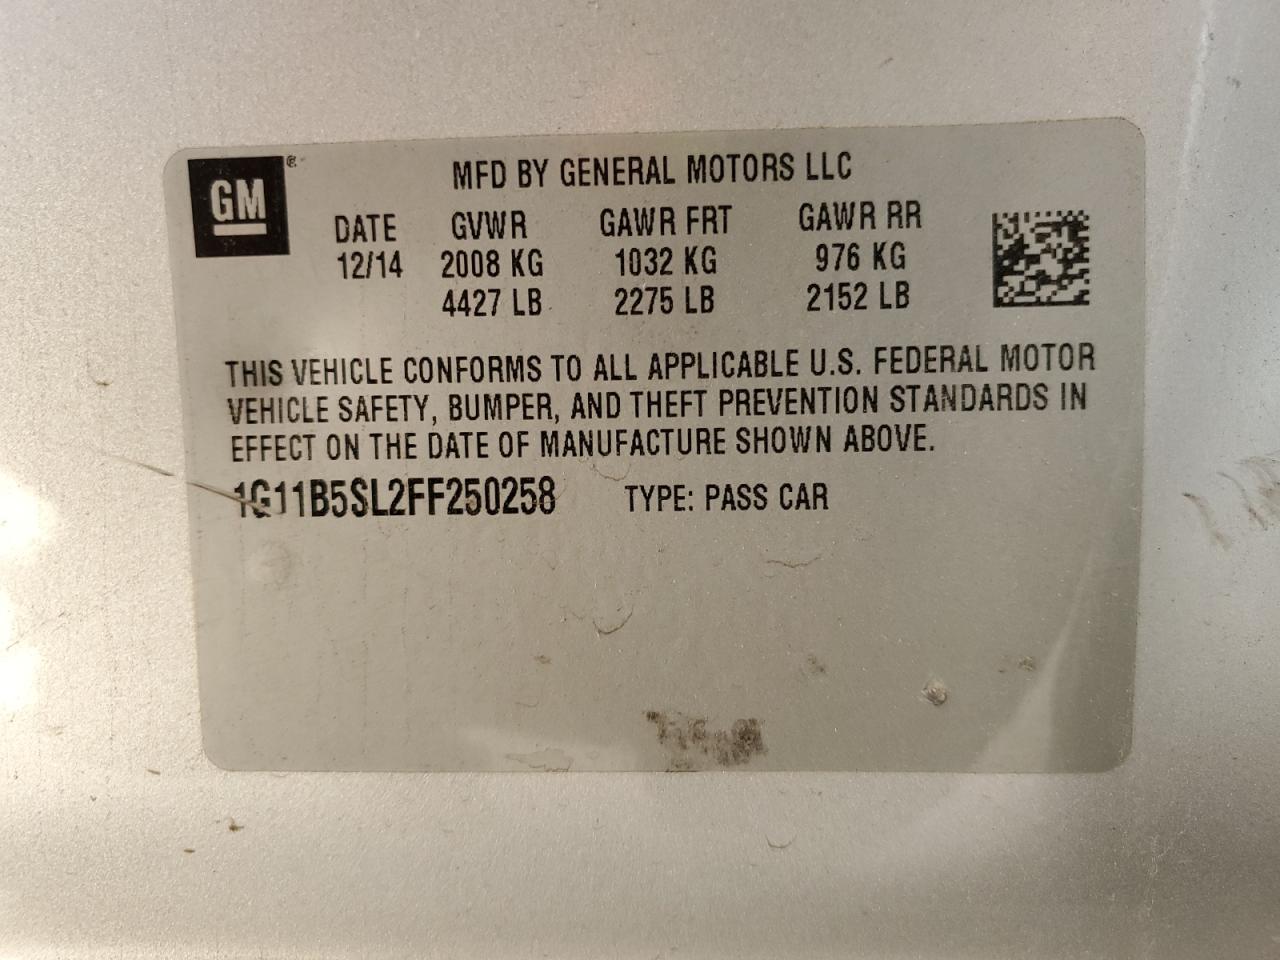 GM ®
MFD BY GENERAL MOTORS LLC
DATE GVWR GAWR FRT GAWR RR
12/14 2008 KG 1032 KG 976 KG
4427 LB 2275 LB 2152 LB
THIS VEHICLE CONFORMS TO ALL APPLICABLE U.S. FEDERAL MOTOR
VEHICLE SAFETY, BUMPER, AND THEFT PREVENTION STANDARDS IN
EFFECT ON THE DATE OF MANUFACTURE SHOWN ABOVE.
1G11B5SL2FF250258 TYPE: PASS CAR